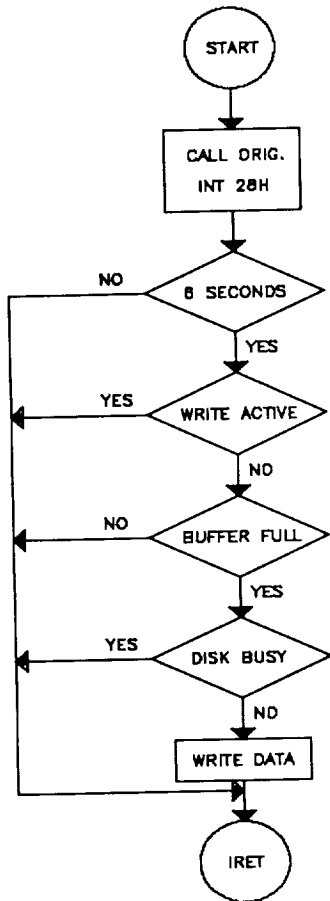 START
CALL ORIG.
INT 28H
NO
6 SECONDS
YES
YES
WRITE ACTIVE
NO
NO
BUFFER FULL
YES
YES
DISK BUSY
NO
WRITE DATA
IRET